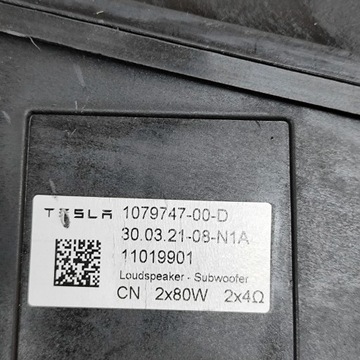 TESLA 1079747-00-D
30.03.21-08-N1A
11019901
Loudspeaker - Subwoofer
CN 2x80W 2x4Ω